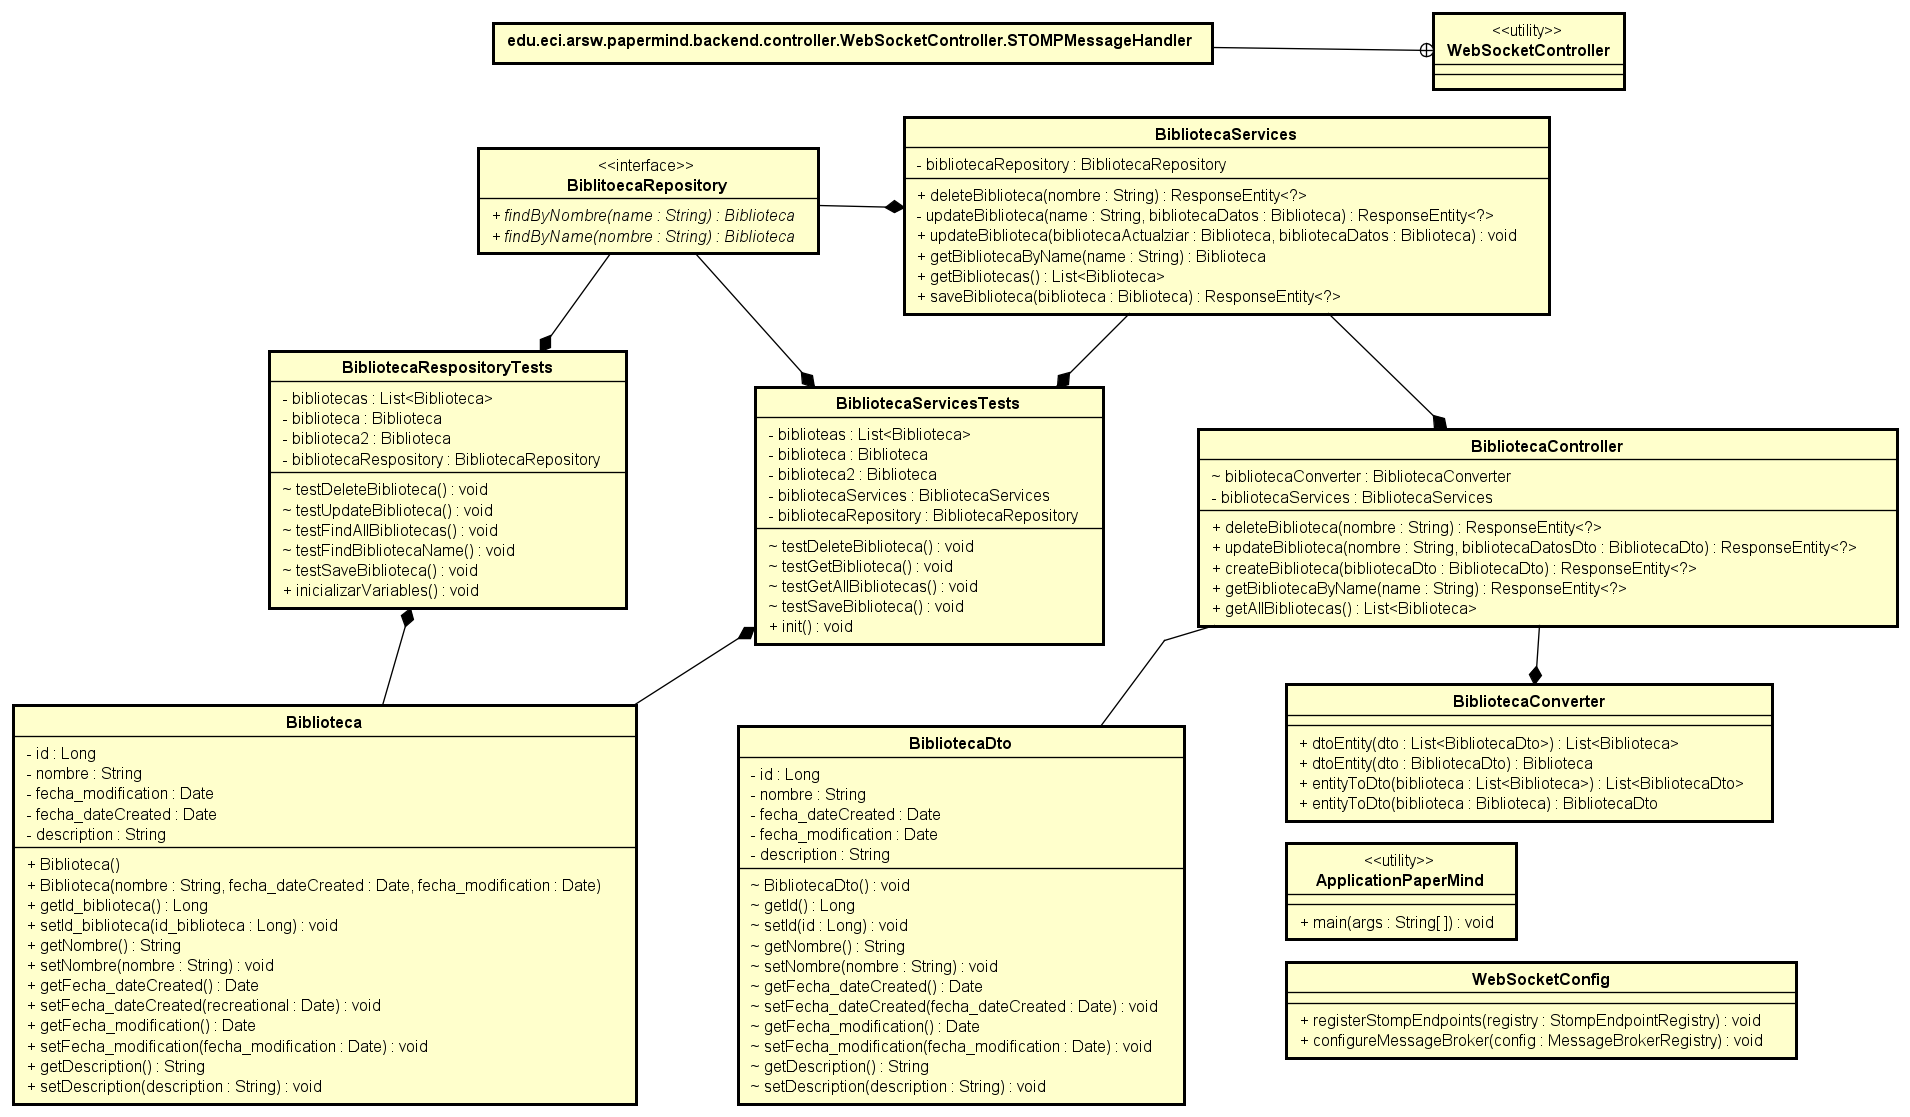 edu.eci.arsw.papermind.backend.controller.WebSocketController.STOMPMessageHandler
<<utility>>
WebSocketController
<<interface>>
BiblitoecaRepository
+ findByNombre(name : String) : Biblioteca
+ findByName(nombre : String) : Biblioteca
BibliotecaServices
- bibliotecaRepository : BibliotecaRepository
+ deleteBiblioteca(nombre : String) : ResponseEntity<?>
- updateBiblioteca(name : String, bibliotecaDatos : Biblioteca) : ResponseEntity<?>
+ updateBiblioteca(bibliotecaActualziar : Biblioteca, bibliotecaDatos : Biblioteca) : void
+ getBibliotecaByName(name : String) : Biblioteca
+ getBibliotecas() : List<Biblioteca>
+ saveBiblioteca(biblioteca : Biblioteca) : ResponseEntity<?>
BibliotecaRespositoryTests
- bibliotecas : List<Biblioteca>
- biblioteca : Biblioteca
- biblioteca2 : Biblioteca
- bibliotecaRespository : BibliotecaRepository
~ testDeleteBiblioteca() : void
~ testUpdateBiblioteca() : void
~ testFindAllBibliotecas() : void
~ testFindBibliotecaName() : void
~ testSaveBiblioteca() : void
+ inicializarVariables() : void
BibliotecaServicesTests
- biblioteas : List<Biblioteca>
- biblioteca : Biblioteca
- biblioteca2 : Biblioteca
- bibliotecaServices : BibliotecaServices
- bibliotecaRepository : BibliotecaRepository
~ testDeleteBiblioteca() : void
~ testGetBiblioteca() : void
~ testGetAllBibliotecas() : void
~ testSaveBiblioteca() : void
+ init() : void
BibliotecaController
~ bibliotecaConverter : BibliotecaConverter
- bibliotecaServices : BibliotecaServices
+ deleteBiblioteca(nombre : String) : ResponseEntity<?>
+ updateBiblioteca(nombre : String, bibliotecaDatosDto : BibliotecaDto) : ResponseEntity<?>
+ createBiblioteca(bibliotecaDto : BibliotecaDto) : ResponseEntity<?>
+ getBibliotecaByName(name : String) : ResponseEntity<?>
+ getAllBibliotecas() : List<Biblioteca>
Biblioteca
- id : Long
- nombre : String
- fecha_modification : Date
- fecha_dateCreated : Date
- description : String
+ Biblioteca()
+ Biblioteca(nombre : String, fecha_dateCreated : Date, fecha_modification : Date)
+ getId_biblioteca() : Long
+ setId_biblioteca(id_biblioteca : Long) : void
+ getNombre() : String
+ setNombre(nombre : String) : void
+ getFecha_dateCreated() : Date
+ setFecha_dateCreated(recreational : Date) : void
+ getFecha_modification() : Date
+ setFecha_modification(fecha_modification : Date) : void
+ getDescription() : String
+ setDescription(description : String) : void
BibliotecaDto
- id : Long
- nombre : String
- fecha_dateCreated : Date
- fecha_modification : Date
- description : String
~ BibliotecaDto() : void
~ getId() : Long
~ setId(id : Long) : void
~ getNombre() : String
~ setNombre(nombre : String) : void
~ getFecha_dateCreated() : Date
~ setFecha_dateCreated(fecha_dateCreated : Date) : void
~ getFecha_modification() : Date
~ setFecha_modification(fecha_modification : Date) : void
~ getDescription() : String
~ setDescription(description : String) : void
BibliotecaConverter
+ dtoEntity(dto : List<BibliotecaDto>) : List<Biblioteca>
+ dtoEntity(dto : BibliotecaDto) : Biblioteca
+ entityToDto(biblioteca : List<Biblioteca>) : List<BibliotecaDto>
+ entityToDto(biblioteca : Biblioteca) : BibliotecaDto
<<utility>>
ApplicationPaperMind
+ main(args : String[ ]) : void
WebSocketConfig
+ registerStompEndpoints(registry : StompEndpointRegistry) : void
+ configureMessageBroker(config : MessageBrokerRegistry) : void